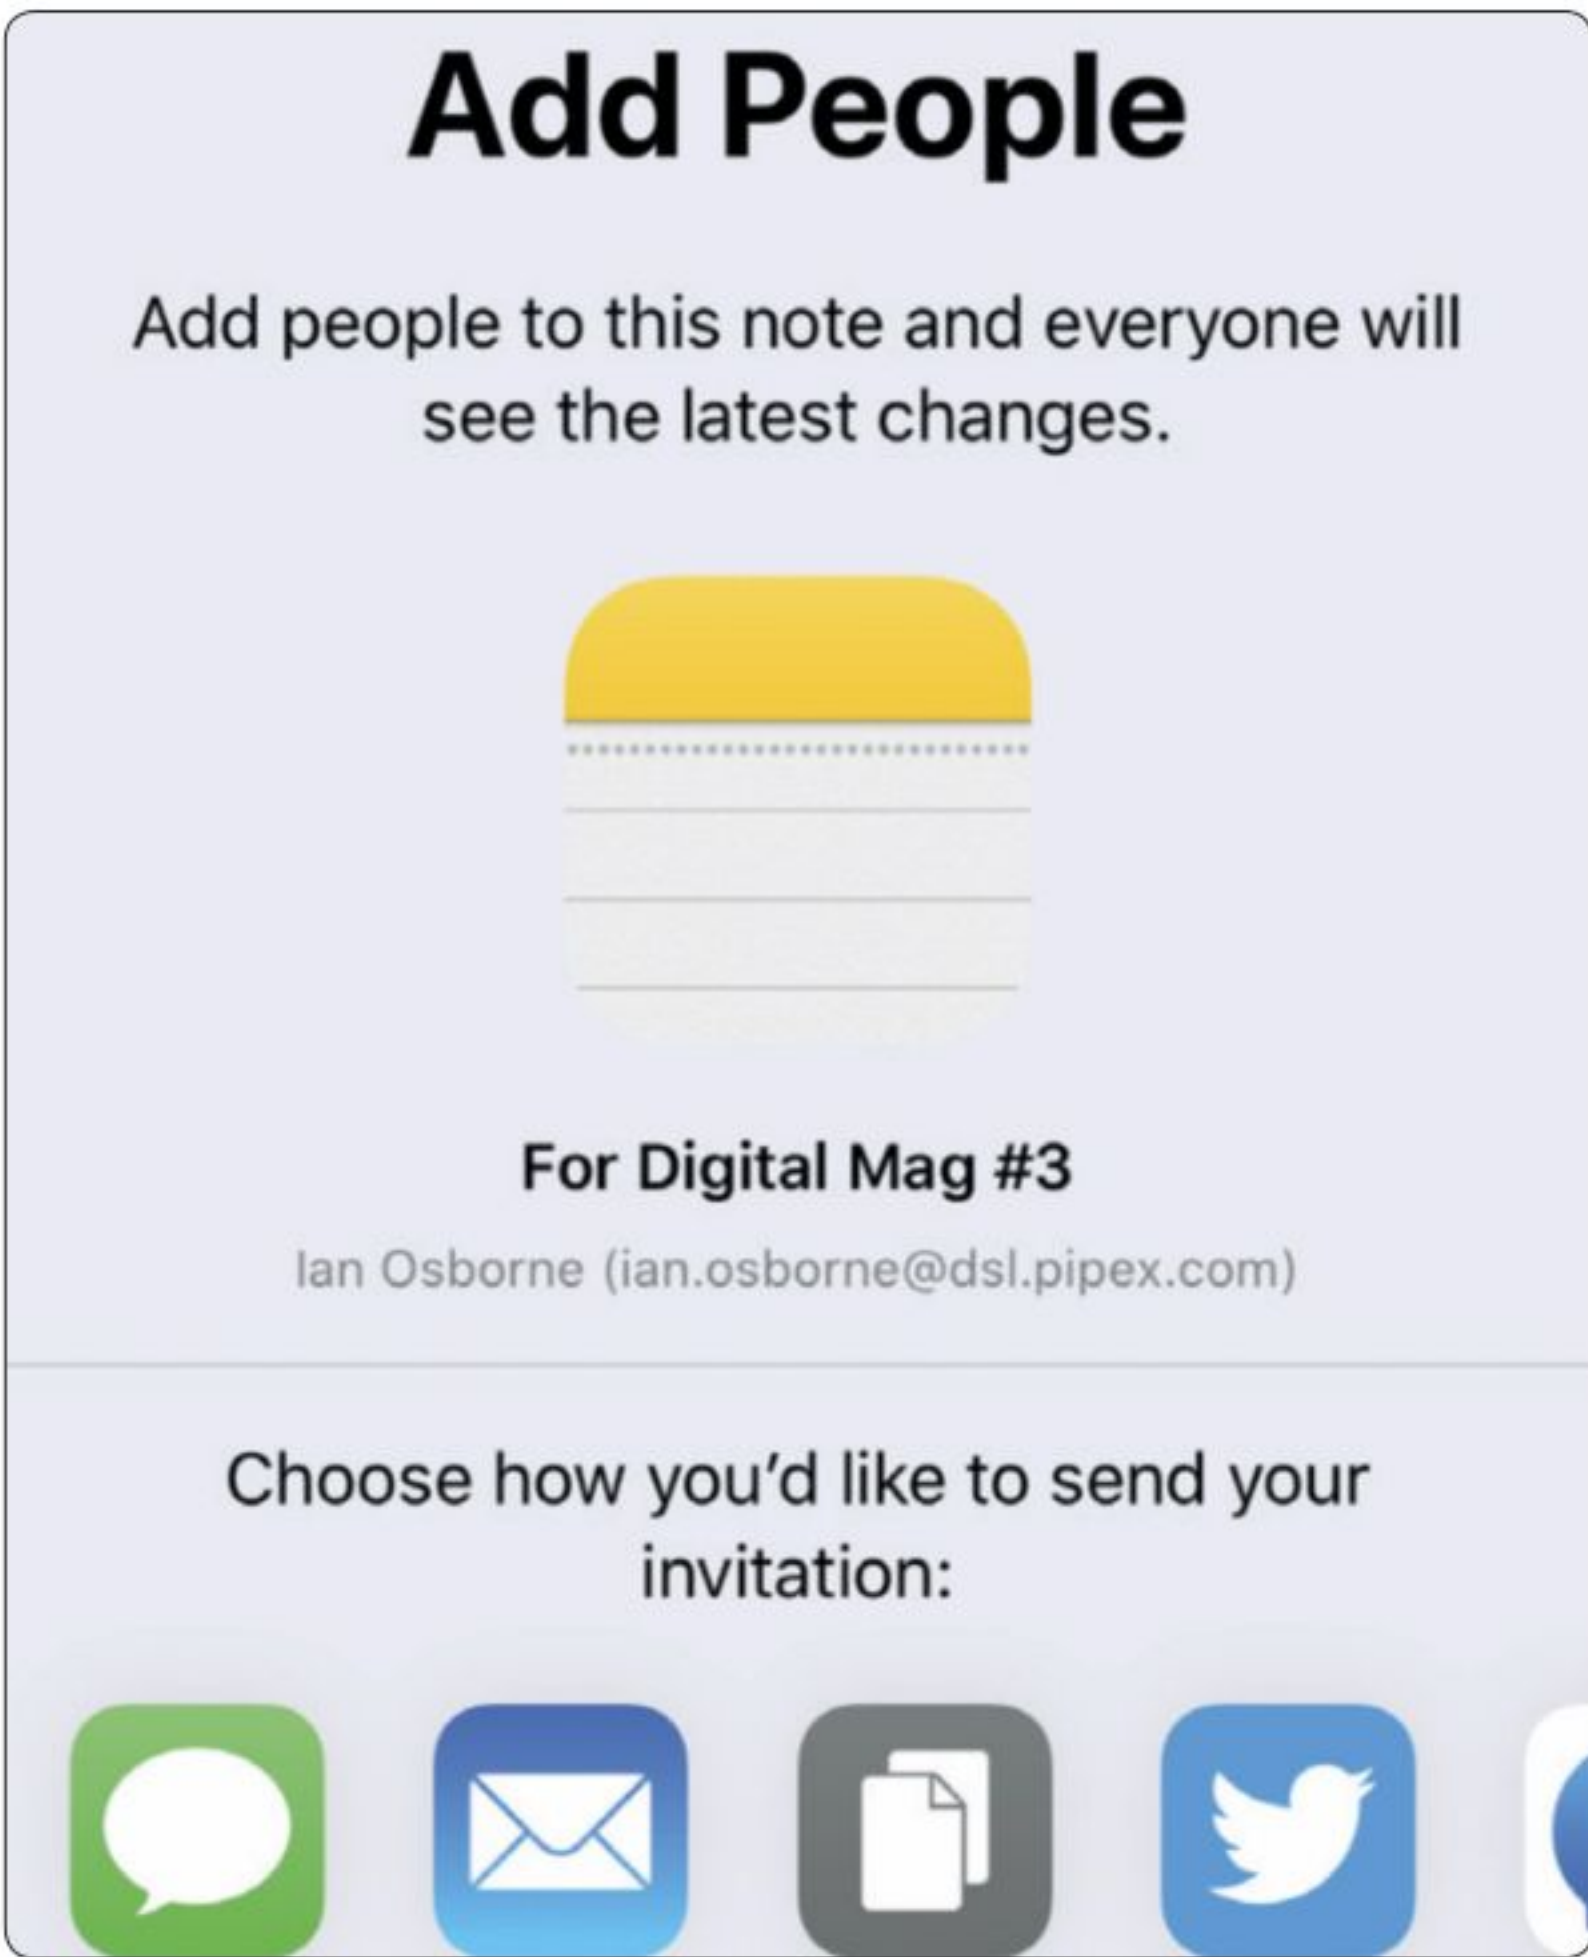 Add People
Add people to this note and everyone will
see the latest changes.
For Digital Mag #3
Ian Osborne (ian.osborne@dsl.pipex.com)
Choose how you’d like to send your
invitation: